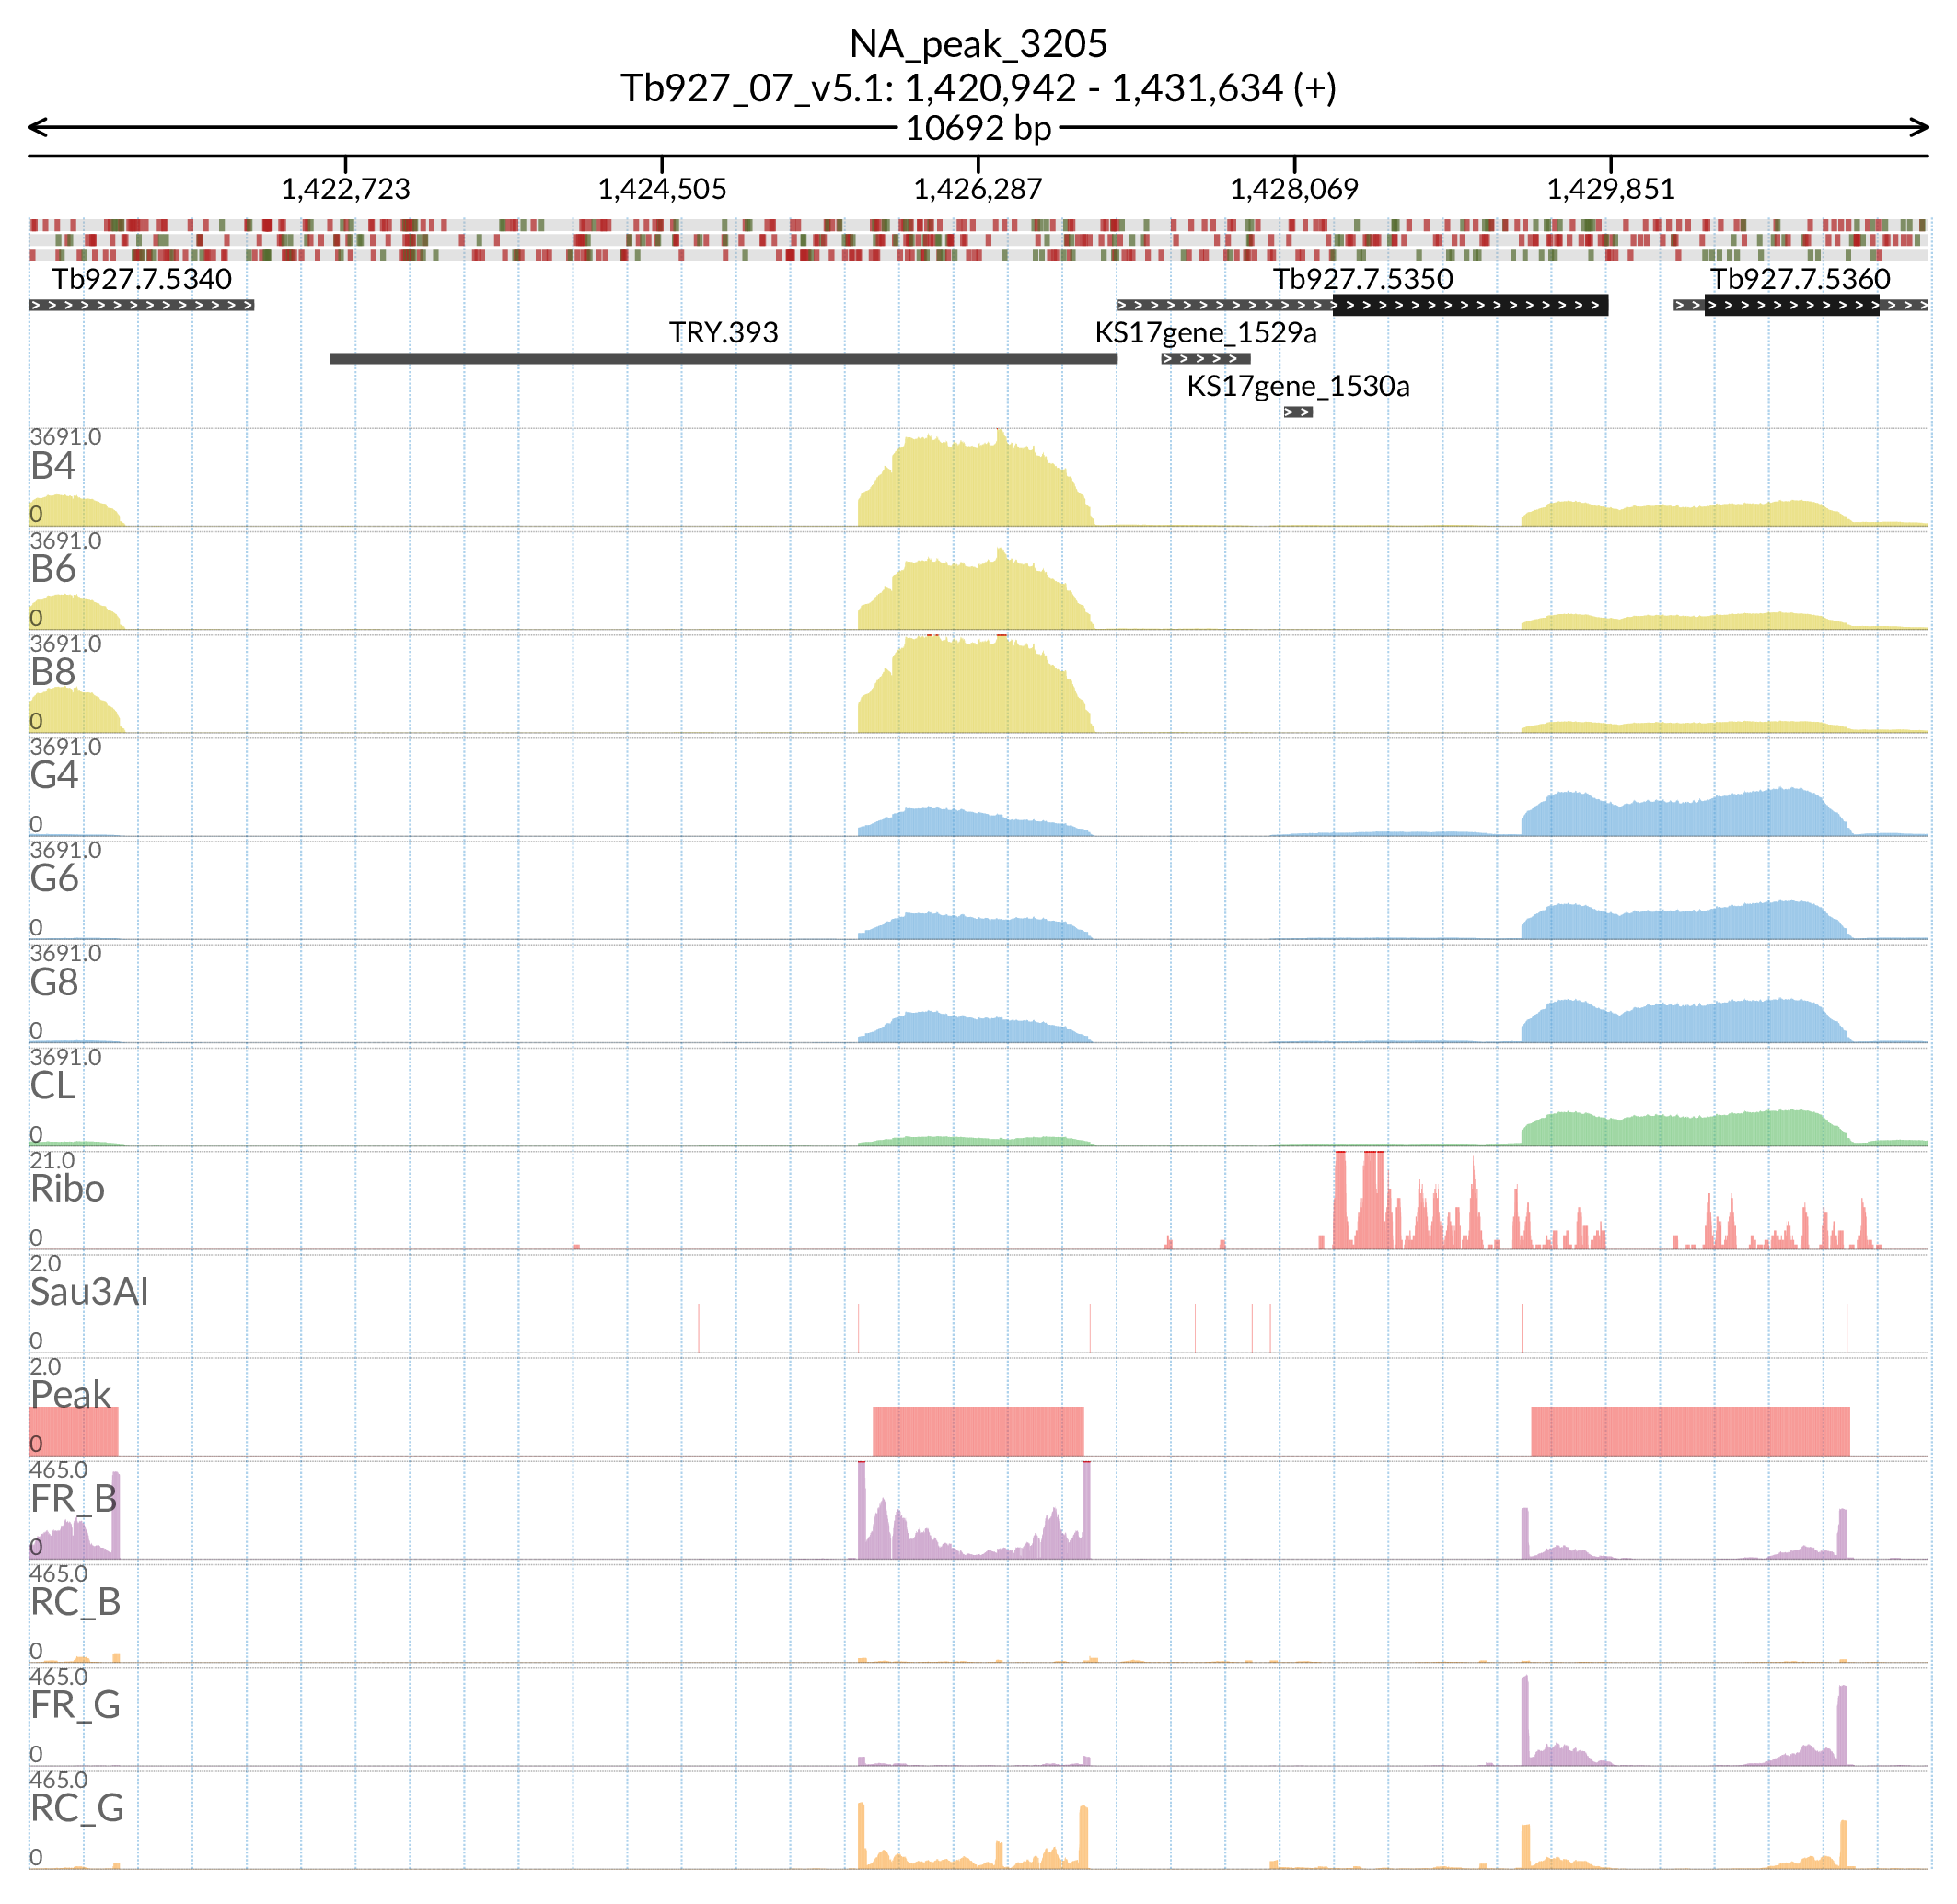 NA_peak_3205
Tb927_07_v5.1: 1,420,942 - 1,431,634 (+)
10692 bp
1,422,723 1,424,505 1,426,287 1,428,069 1,429,851
Tb927.7.5340 Tb927.7.5350 Tb927.7.5360
TRY.393 KS17gene_1529a
KS17gene_1530a
3691.0
B4
0
3691.0
B6
0
3691.0
B8
0
3691.0
G4
0
3691.0
G6
0
3691.0
G8
0
3691.0
CL
0
21.0
Ribo
0
2.0
Sau3AI
0
2.0
Peak
0
465.0
FR_B
0
465.0
RC_B
0
465.0
FR_G
0
465.0
RC_G
0